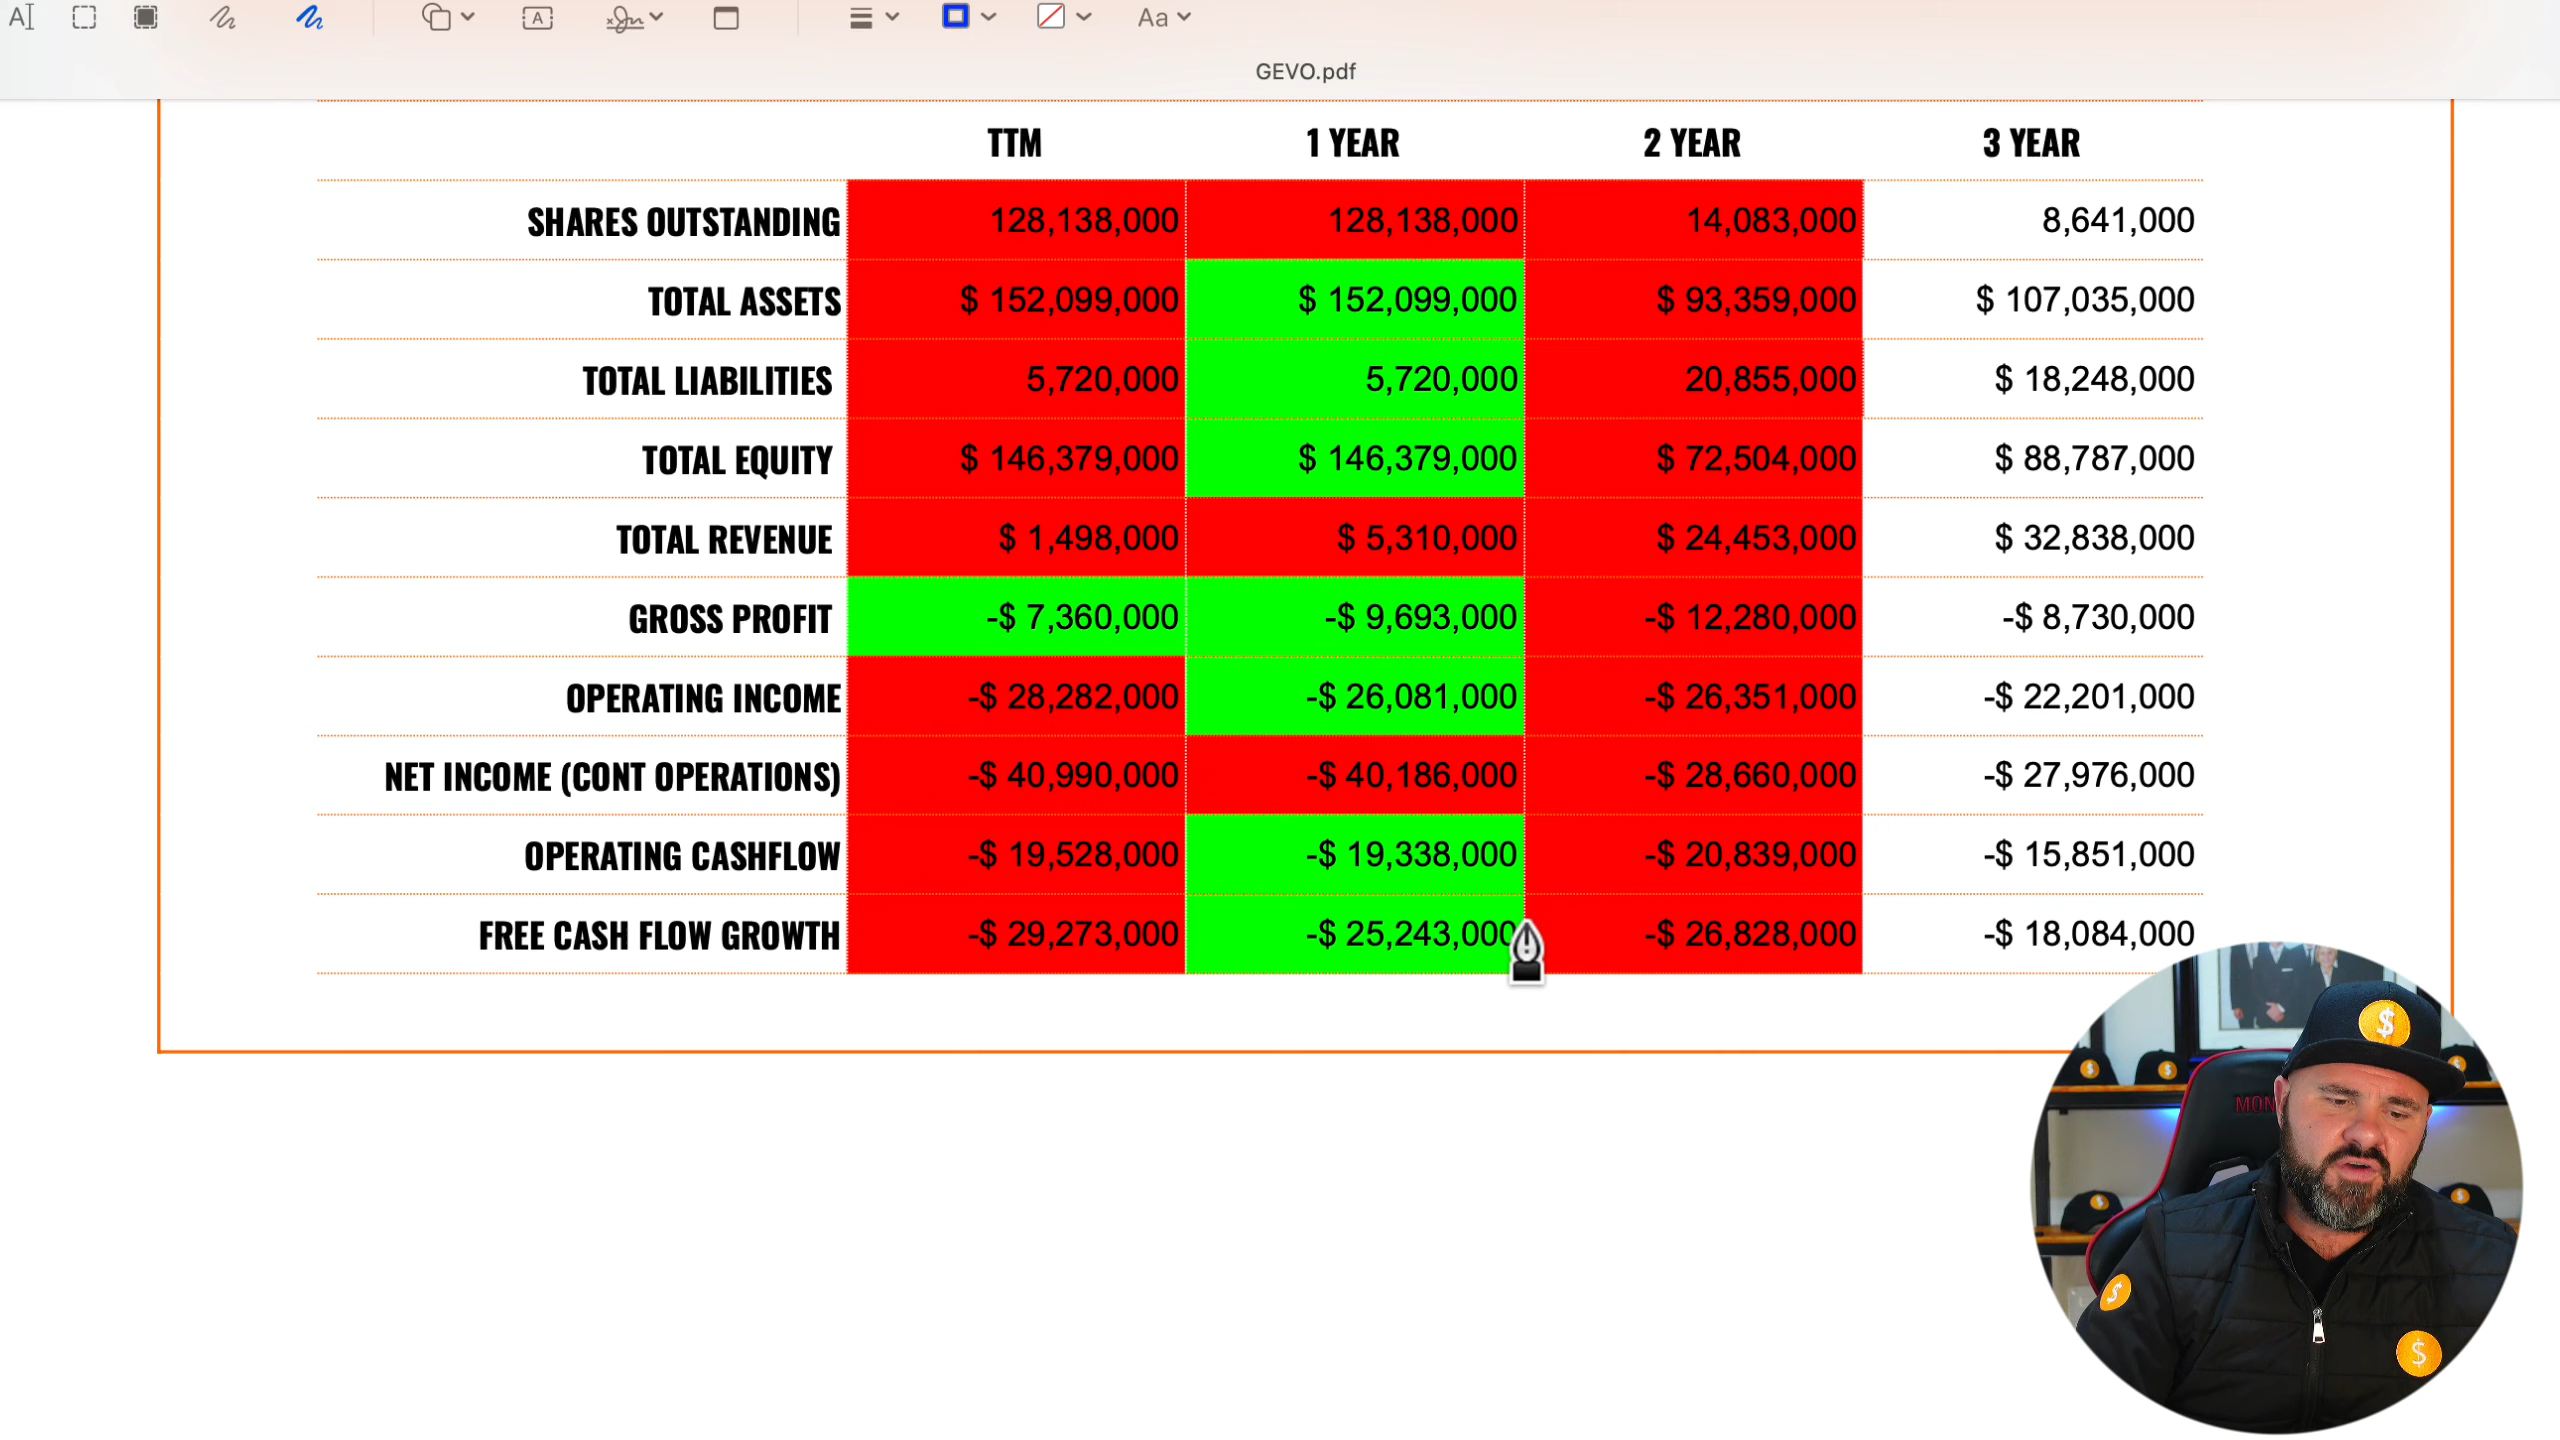 A
A
Aa
GEVO.pdf
TTM 1 YEAR 2 YEAR 3 YEAR
SHARES OUTSTANDING 128,138,000 128,138,000 14,083,000 8,641,000
TOTAL ASSETS $ 152,099,000 $ 152,099,000 $ 93,359,000 $ 107,035,000
TOTAL LIABILITIES 5,720,000 5,720,000 20,855,000 $ 18,248,000
TOTAL EQUITY $ 146,379,000 $ 146,379,000 $ 72,504,000 $ 88,787,000
TOTAL REVENUE $ 1,498,000 $ 5,310,000 $ 24,453,000 $ 32,838,000
GROSS PROFIT -$ 7,360,000 -$ 9,693,000 -$ 12,280,000 -$ 8,730,000
OPERATING INCOME -$ 28,282,000 -$ 26,081,000 -$ 26,351,000 -$ 22,201,000
NET INCOME (CONT OPERATIONS) -$ 40,990,000 -$ 40,186,000 -$ 28,660,000 -$ 27,976,000
OPERATING CASHFLOW -$ 19,528,000 -$ 19,338,000 -$ 20,839,000 -$ 15,851,000
FREE CASH FLOW GROWTH -$ 29,273,000 -$ 25,243,000 -$ 26,828,000 -$ 18,084,000
$
$
$
$
$
$
$
$
MON